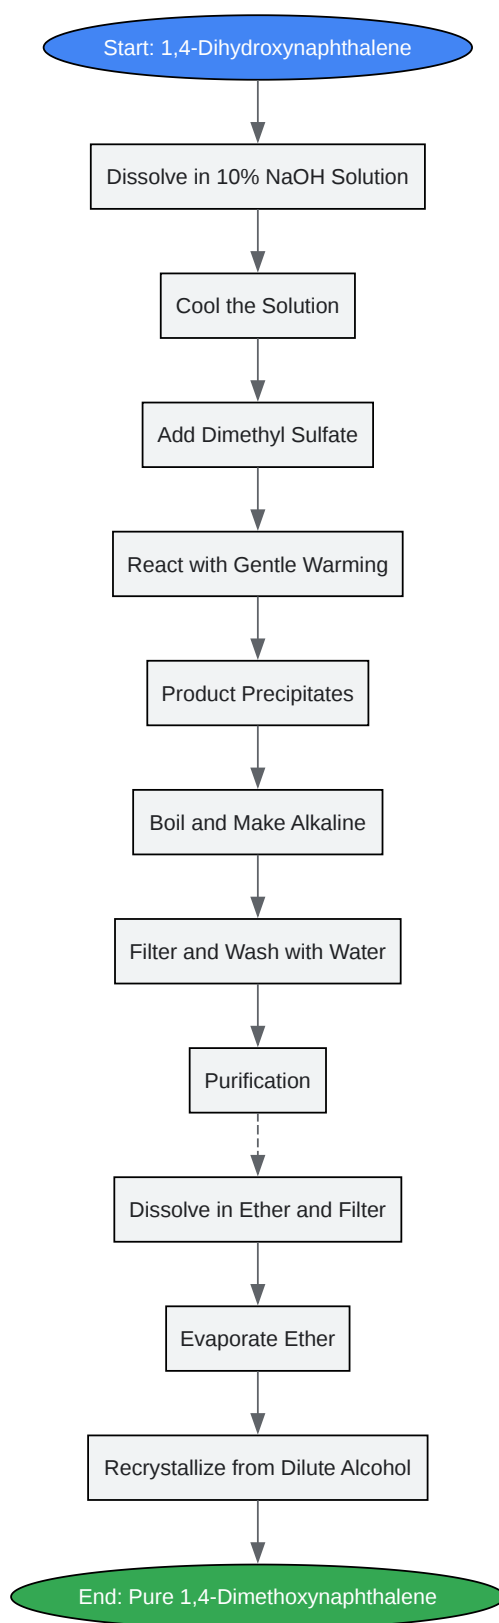 Start: 1,4-Dihydroxynaphthalene
Dissolve in 10% NaOH Solution
Cool the Solution
Add Dimethyl Sulfate
React with Gentle Warming
Product Precipitates
Boil and Make Alkaline
Filter and Wash with Water
Purification
Dissolve in Ether and Filter
Evaporate Ether
Recrystallize from Dilute Alcohol
End: Pure 1,4-Dimethoxynaphthalene